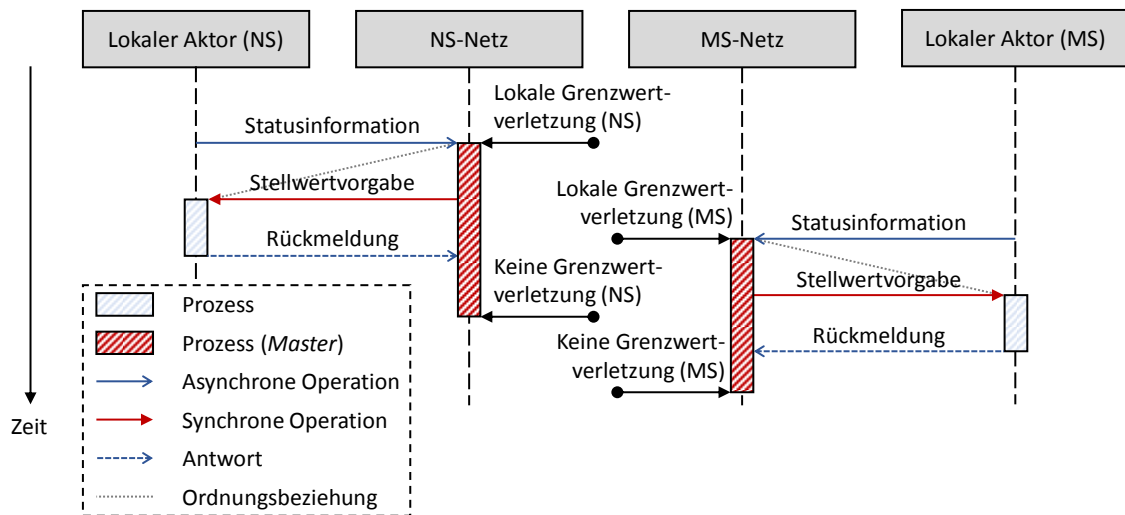 Lokaler Aktor (NS)
NS-Netz
MS-Netz
Lokaler Aktor (MS)
Lokale Grenzwert-
verletzung (NS)
Statusinformation
Stellwertvorgabe
Lokale Grenzwert-
verletzung (MS)
Statusinformation
Rückmeldung
Keine Grenzwert-
verletzung (NS)
Stellwertvorgabe
Keine Grenzwert-
verletzung (MS)
Rückmeldung
Zeit
Prozess
Prozess (Master)
Asynchrone Operation
Synchrone Operation
Antwort
Ordnungsbeziehung